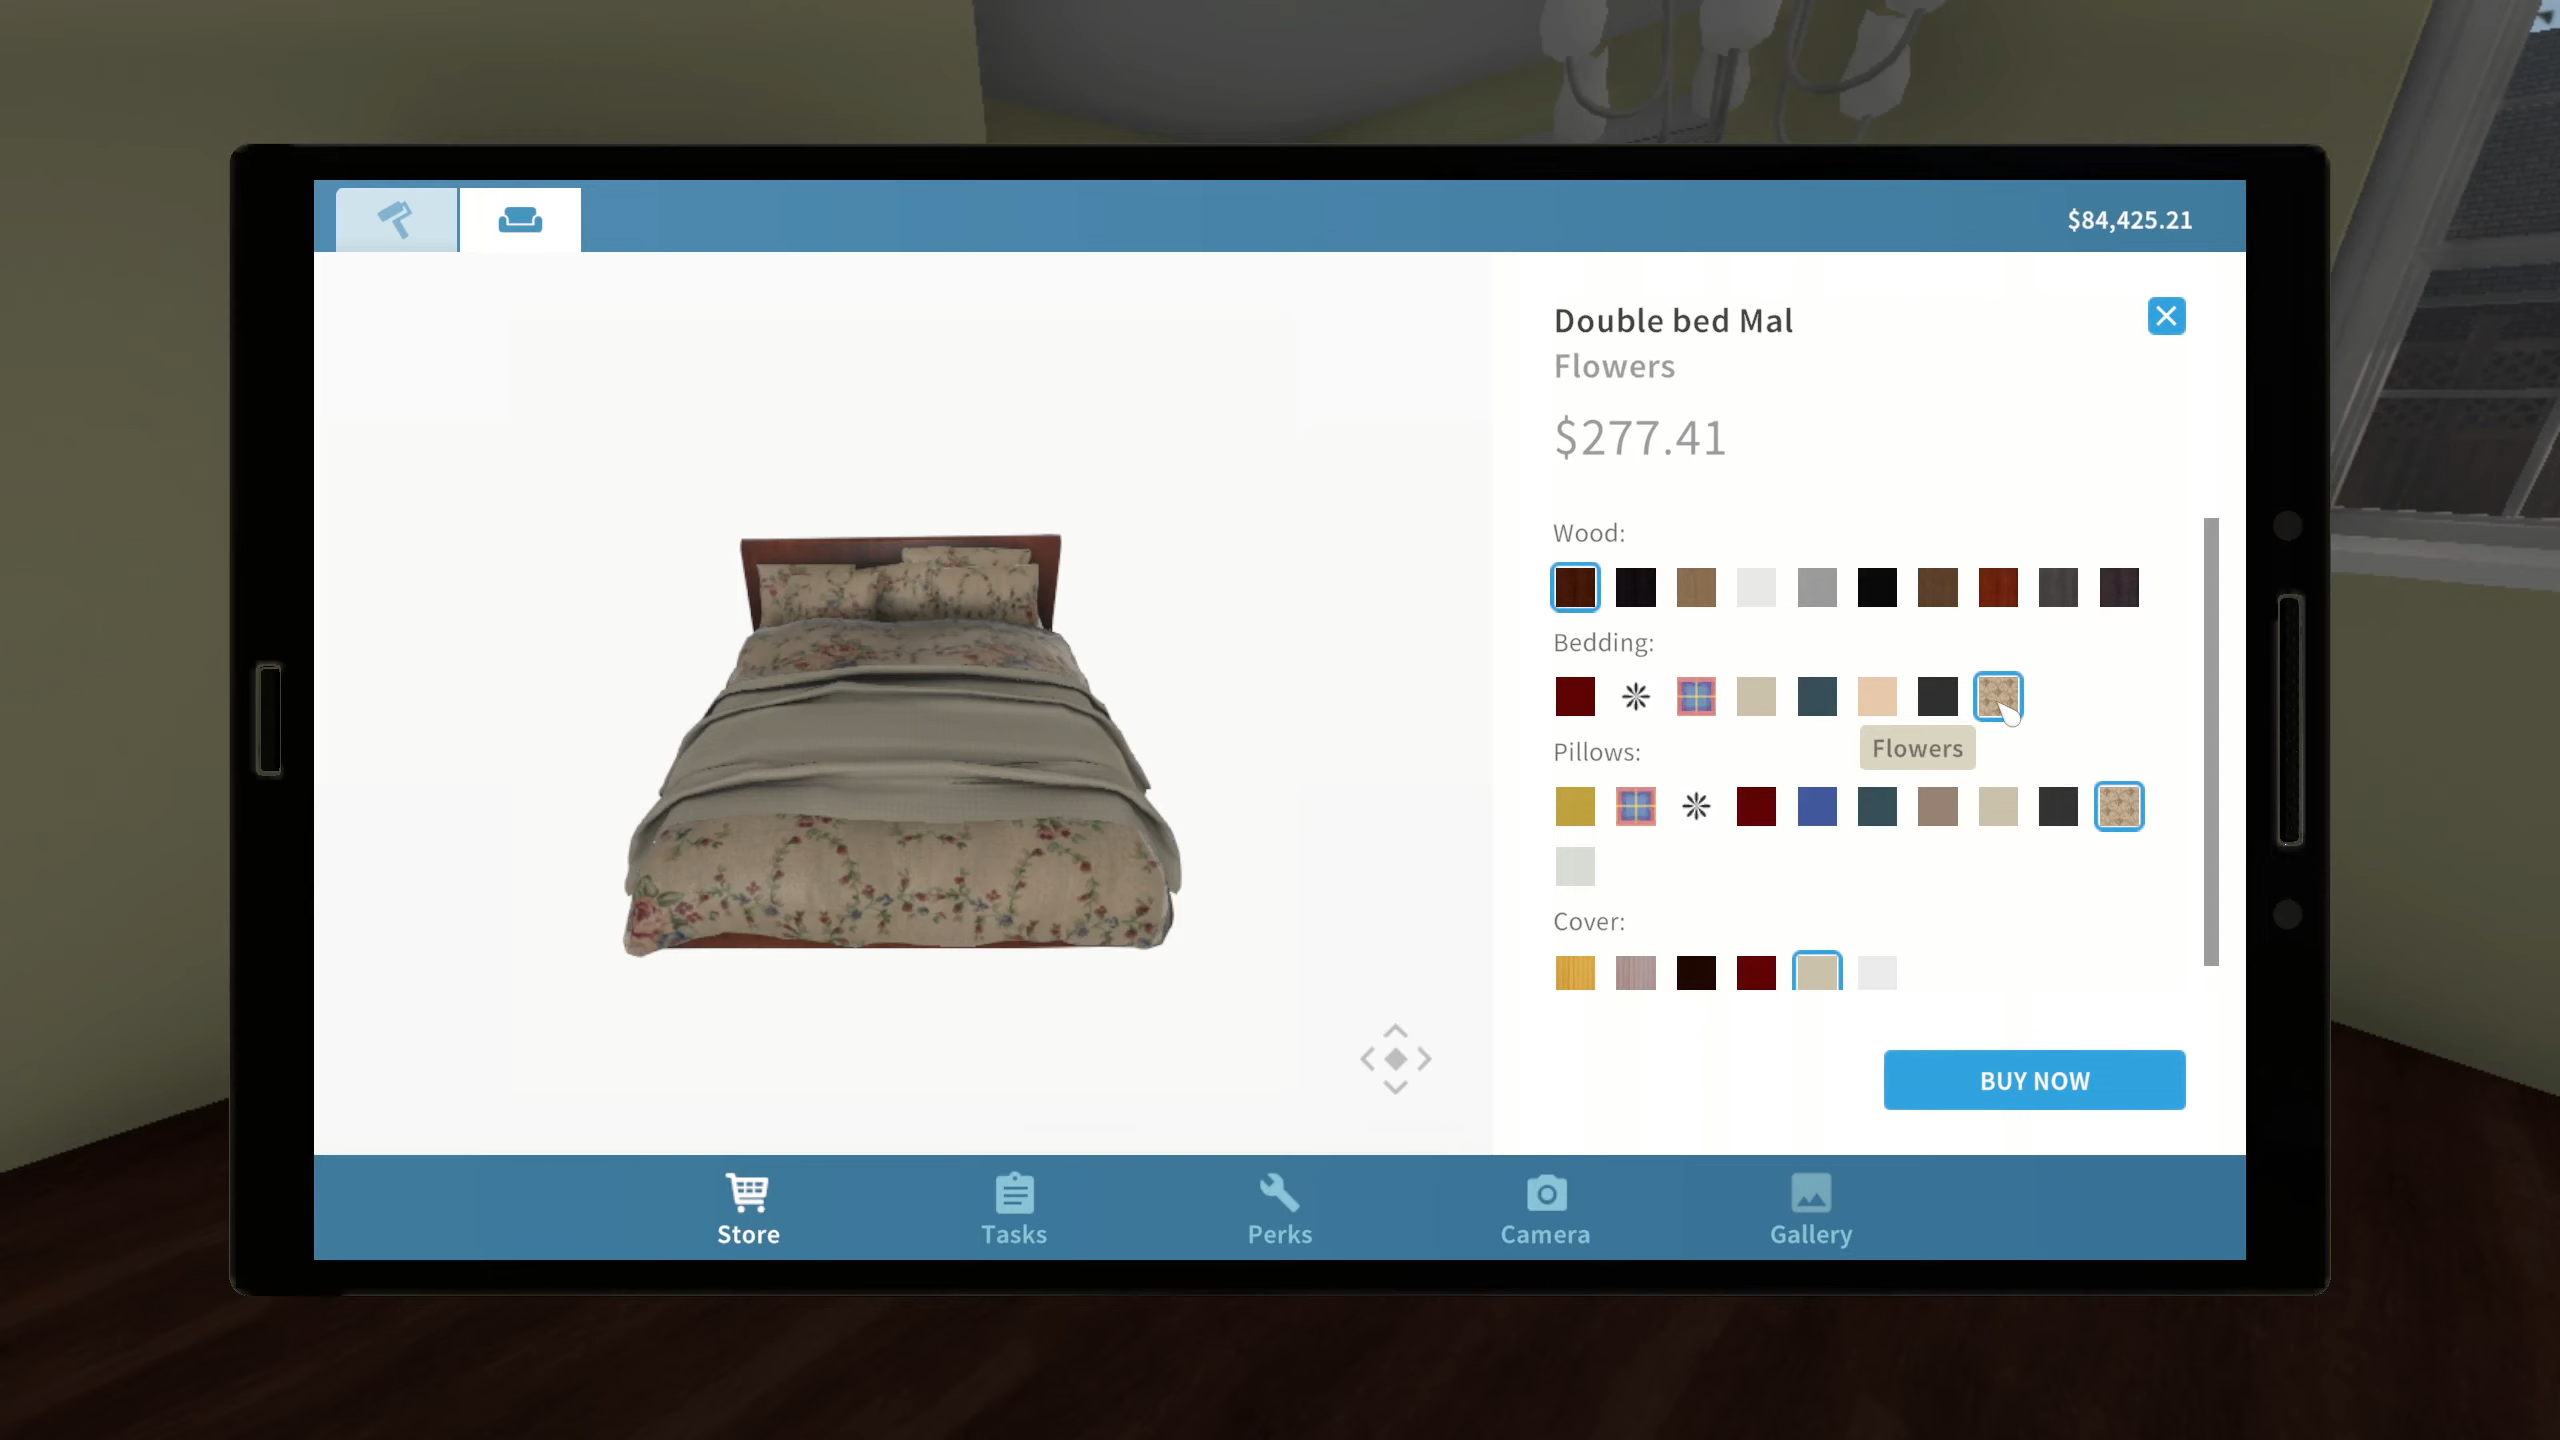 $84,425.21
Double bed Mal
Flowers
$277.41
Wood:
Bedding:
Flowers
Pillows:
Cover:
BUY NOW
Store
Tasks
Perks
Camera
Gallery